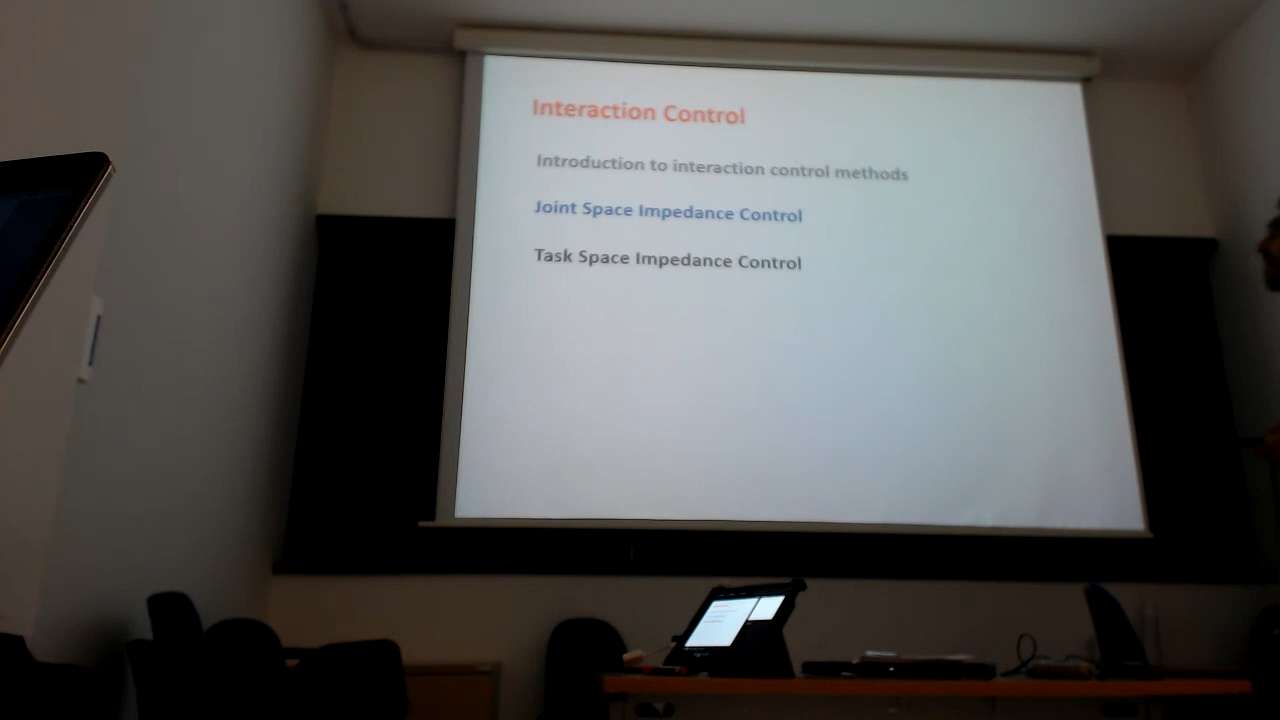 Interaction Control
Introduction to interaction control methods
Joint Space Impedance Control
Task Space Impedance Control